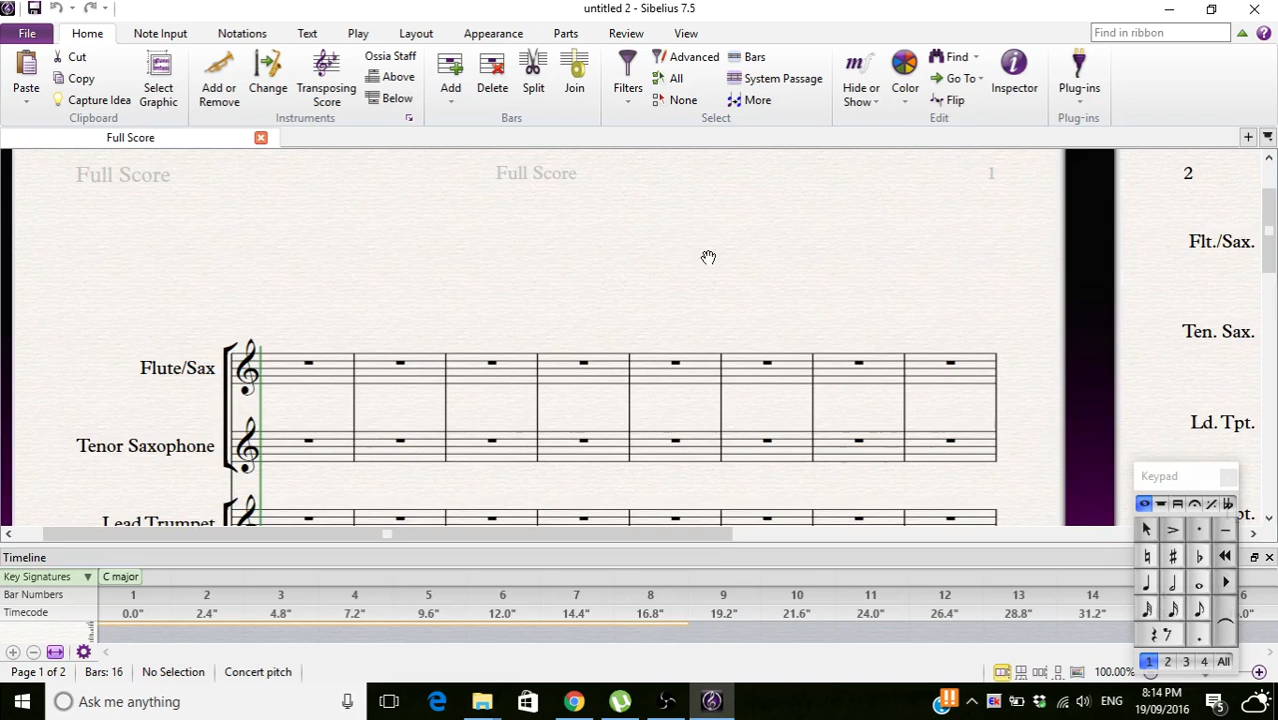 untitled 2 - Sibelius 7.5
File Home Note Input Notations Text Play Layout Appearance Parts Review View Find in ribbon
Paste
Cut
Copy
Capture Idea
Select Graphic
Clipboard
Add or Remove
Change
Transposing Score
Ossia Staff
Above
Below
Instruments
Add
Delete
Split
Join
Bars
Filters
Advanced
All
None
Bars
System Passage
More
Select
Hide or Show
Color
Find
Go To
Flip
Inspector
Edit
Plug-ins
Plug-ins
Full Score
Full Score Full Score 1
2
Flute/Sax
Tenor Saxophone
Lead Trumpet
Flt./Sax.
Ten. Sax.
Ld. Tpt.
pt.
Keypad
1 2 3 4 All
Timeline
Key Signatures C major
Bar Numbers 1 2 3 4 5 6 7 8 9 10 11 12 13 14
Timecode 0.0" 2.4" 4.8" 7.2" 9.6" 12.0" 14.4" 16.8" 19.2" 21.6" 24.0" 26.4" 28.8" 31.2" 6.0"
Page 1 of 2 Bars: 16 No Selection Concert pitch 100.00%
Ask me anything
ENG
8:14 PM
19/09/2016
5